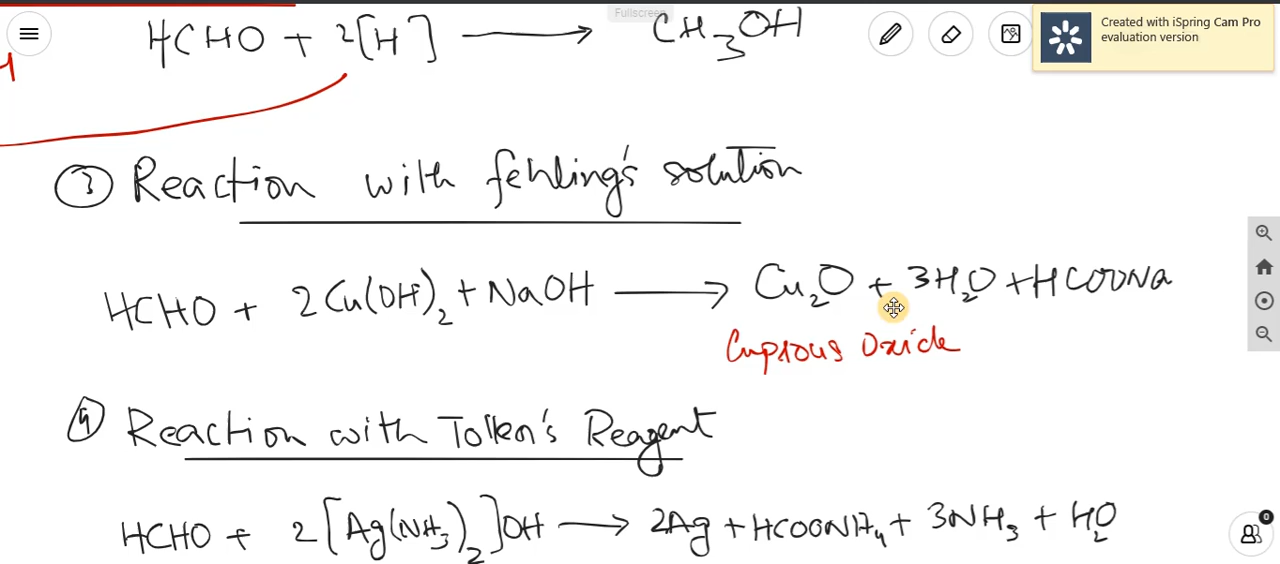 Fullscreen
Created with iSpring Cam Pro
evaluation version
HCHO + 2[H] ⟶ CH₃OH
③ Reaction with fehling's solution
HCHO + 2Cu(OH)₂ + NaOH ⟶ Cu₂O + 3H₂O + HCOONa
Cuprous Oxide
④ Reaction with Tollen's Reagent
HCHO + 2[Ag(NH₃)₂]OH ⟶ 2Ag + HCOONH₄ + 3NH₃ + H₂O
0